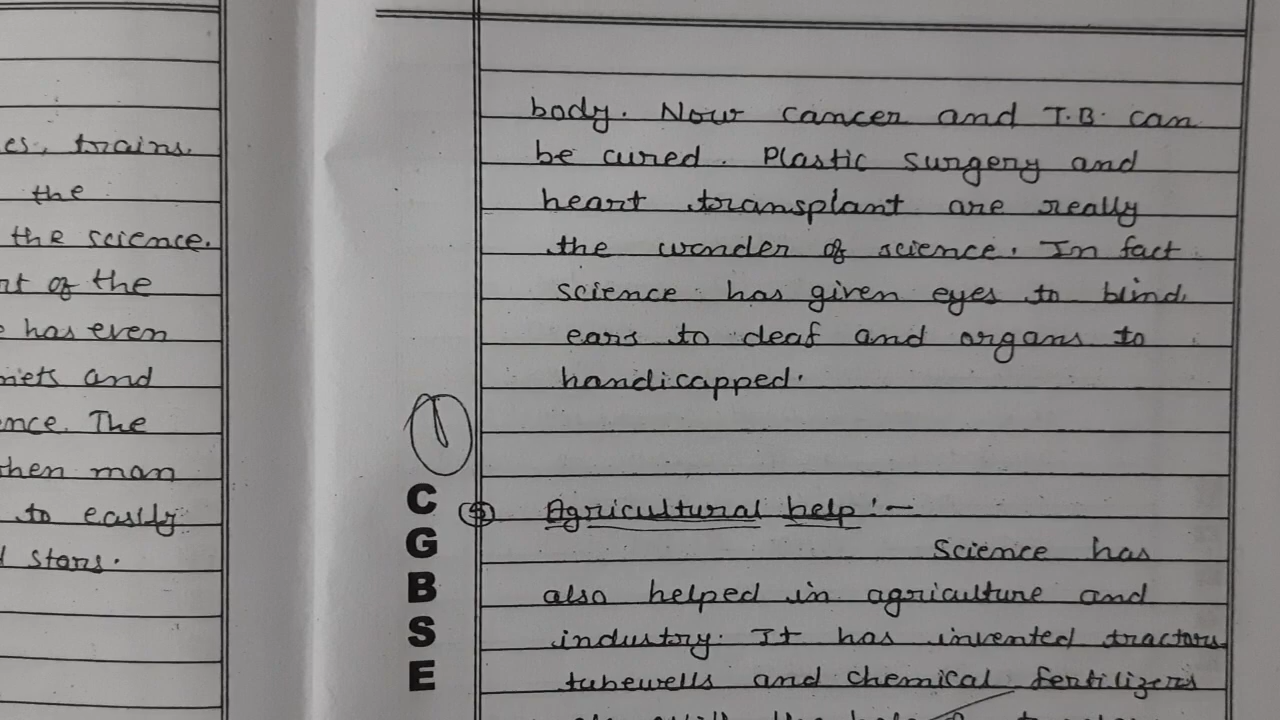 es, trains.
the
the science.
of the
has even
and
The
man
to easily
stars.
body. Now cancer and T.B. can
be cured. Plastic surgery and
heart transplant are really
the wonder of science. In fact
science has given eyes to blind,
ears to deaf and organs to
handicapped.
C
G
B
S
E
5 Agricultural help :-
Science has
also helped in agriculture and
industry. It has invented tractors
tubewells and chemical fertilizers